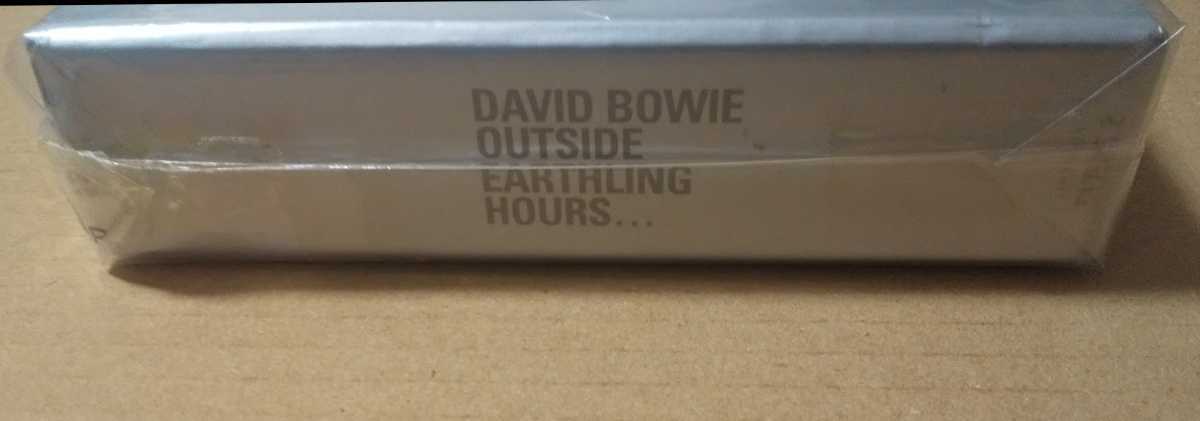 DAVID BOWIE
OUTSIDE
EARTHLING
HOURS...